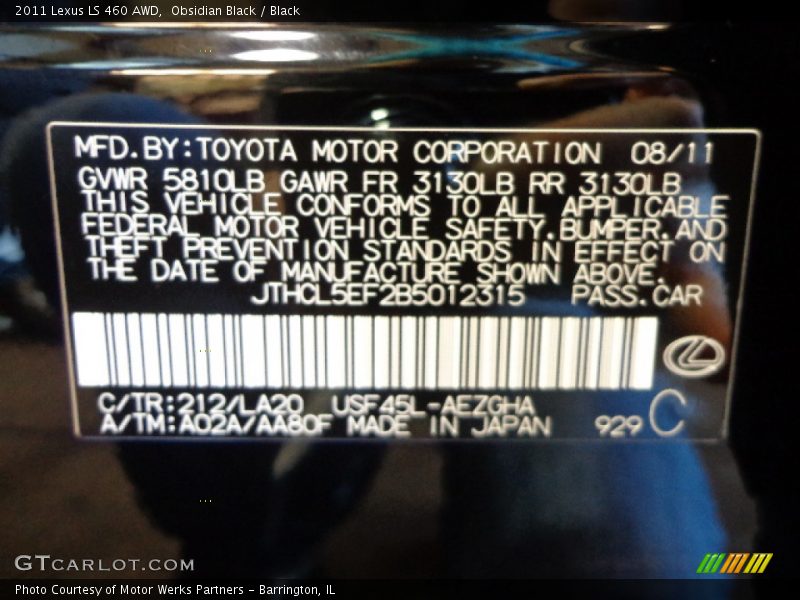 2011 Lexus LS 460 AWD,  Obsidian Black / Black
MFD.BY:TOYOTA MOTOR CORPORATION 08/11
GVWR 5810LB GAWR FR 3130LB RR 3130LB
THIS VEHICLE CONFORMS TO ALL APPLICABLE
FEDERAL MOTOR VEHICLE SAFETY,BUMPER,AND
THEFT PREVENTION STANDARDS IN EFFECT ON
THE DATE OF MANUFACTURE SHOWN ABOVE.
JTHCL5EF2B5012315 PASS.CAR
C/TR:212/LA20 USF45L-AEZGHA
A/TM:A02A/AA80F MADE IN JAPAN 929 C
GTCARLOT.COM
Photo Courtesy of Motor Werks Partners - Barrington, IL